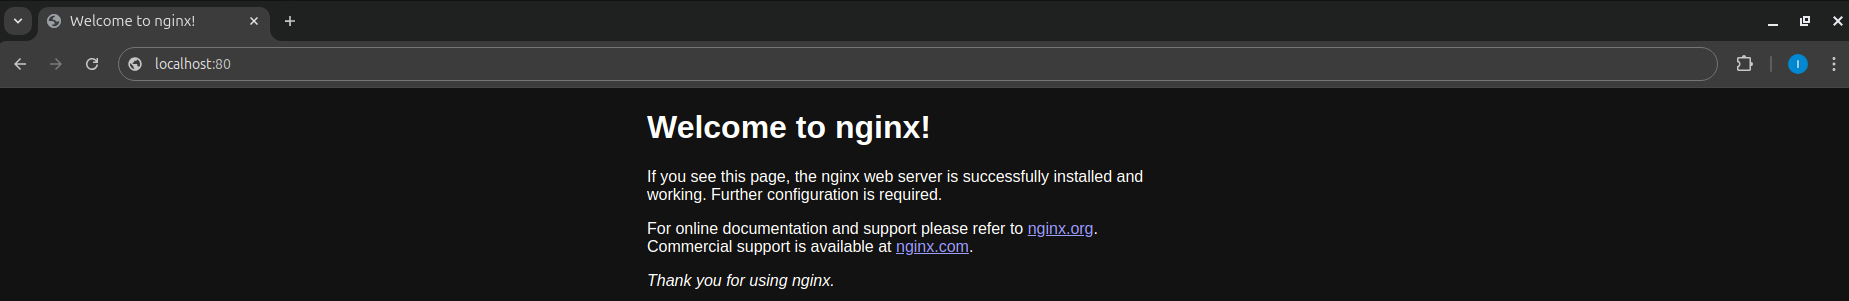 Welcome to nginx!
localhost:80
I
Welcome to nginx!
If you see this page, the nginx web server is successfully installed and
working. Further configuration is required.
For online documentation and support please refer to nginx.org.
Commercial support is available at nginx.com.
Thank you for using nginx.